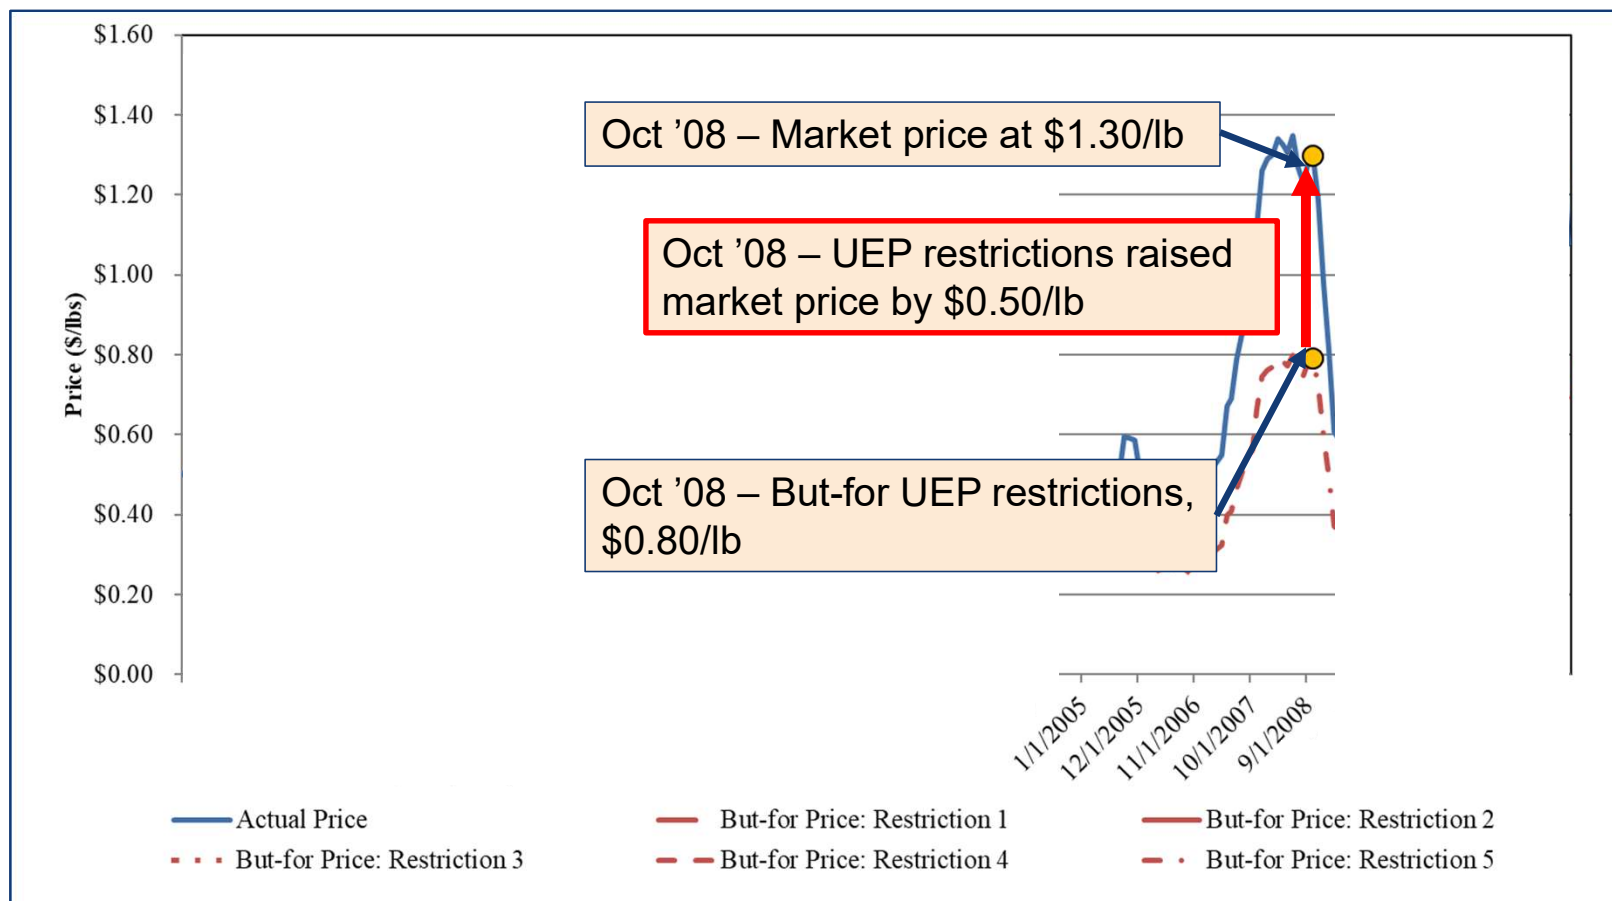 $1.60
$1.40
$1.20
$1.00
$0.80
$0.60
$0.40
$0.20
$0.00
Price ($/lbs)
Oct ’08 – Market price at $1.30/lb
Oct ’08 – UEP restrictions raised
market price by $0.50/lb
Oct ’08 – But-for UEP restrictions,
$0.80/lb
1/1/2005
12/1/2005
11/1/2006
10/1/2007
9/1/2008
Actual Price
But-for Price: Restriction 1
But-for Price: Restriction 2
But-for Price: Restriction 3
But-for Price: Restriction 4
But-for Price: Restriction 5